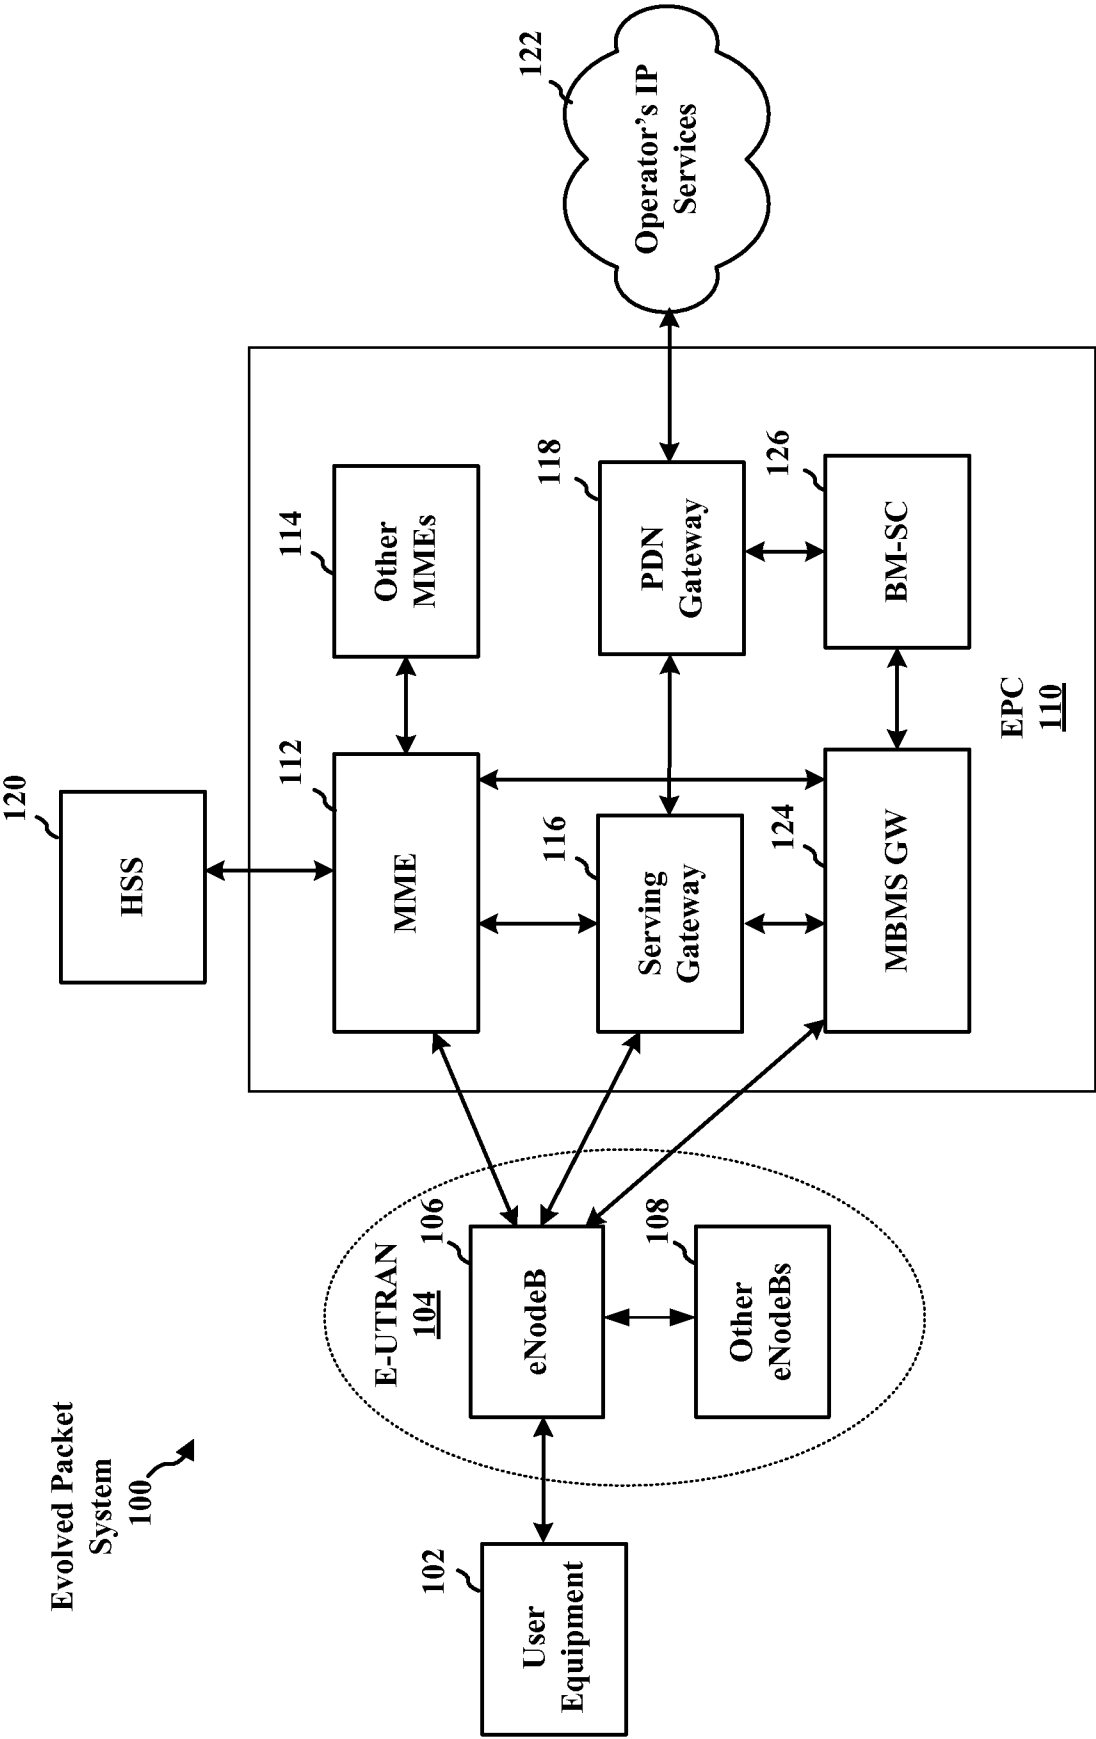 Evolved Packet
System
100
120
HSS
E-UTRAN
104
102
User
Equipment
106
eNodeB
108
Other
eNodeBs
112
MME
114
Other
MMEs
116
Serving
Gateway
118
PDN
Gateway
122
Operator's IP
Services
124
MBMS GW
126
BM-SC
EPC
110